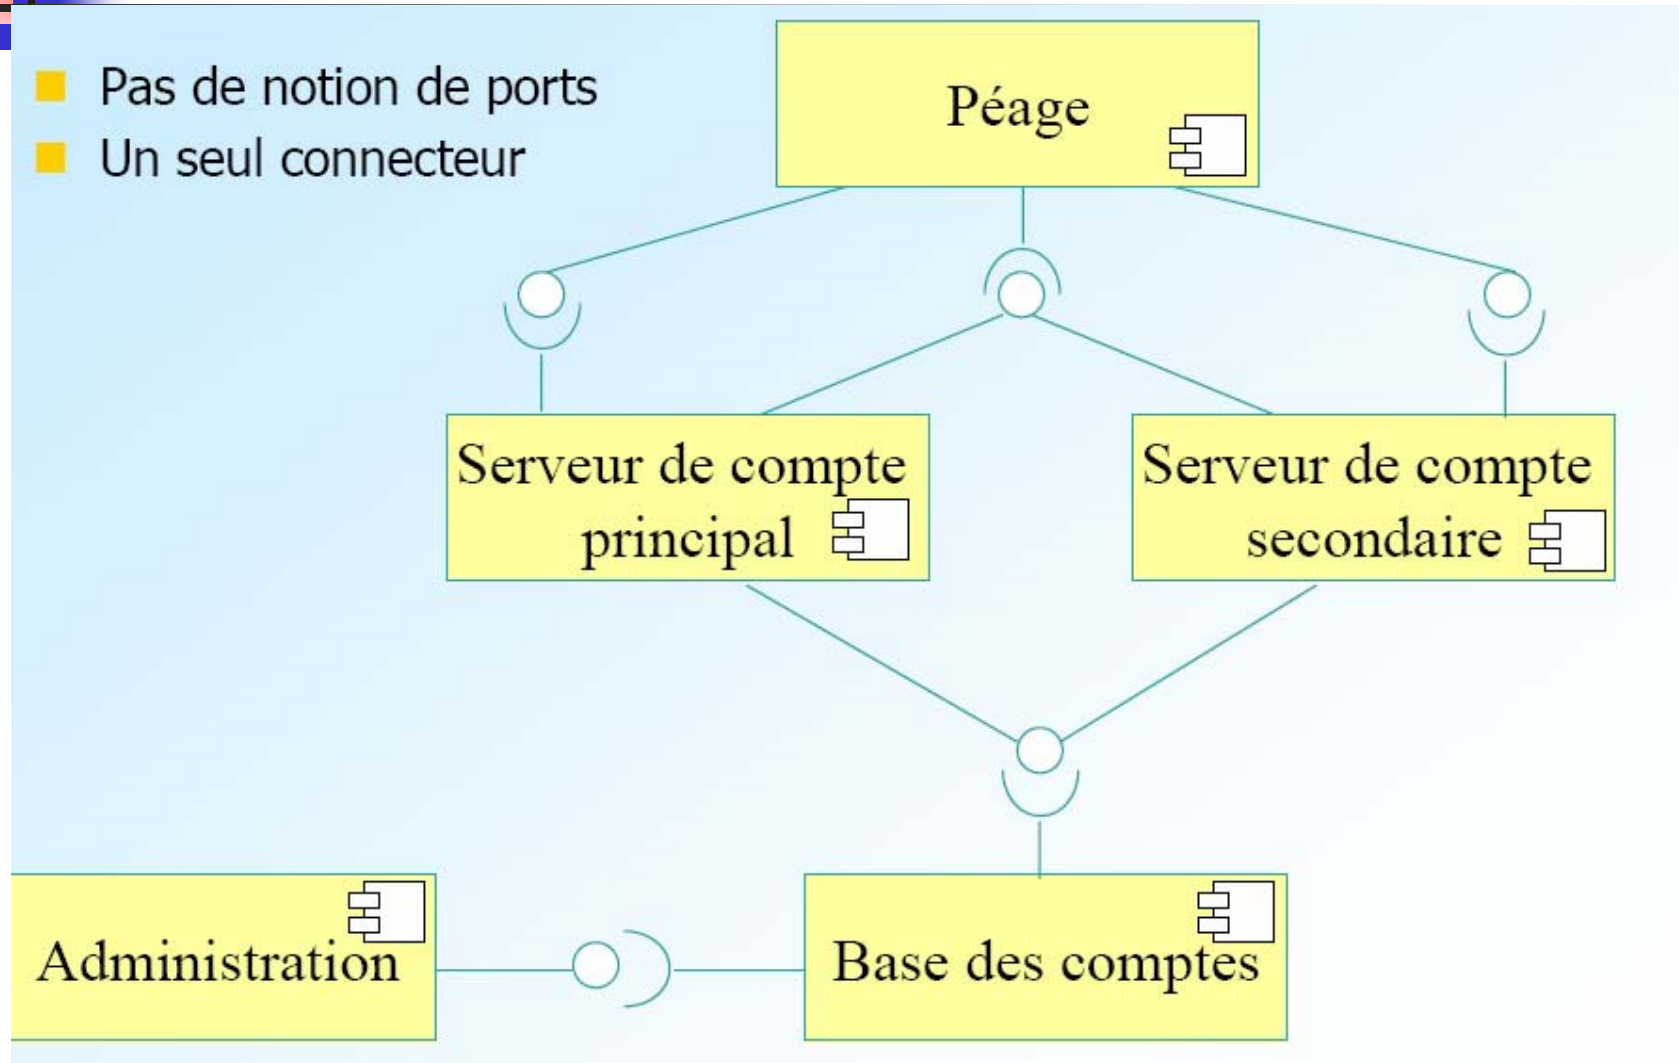 Pas de notion de ports
Un seul connecteur
Péage
Serveur de compte
principal
Serveur de compte
secondaire
Administration
Base des comptes